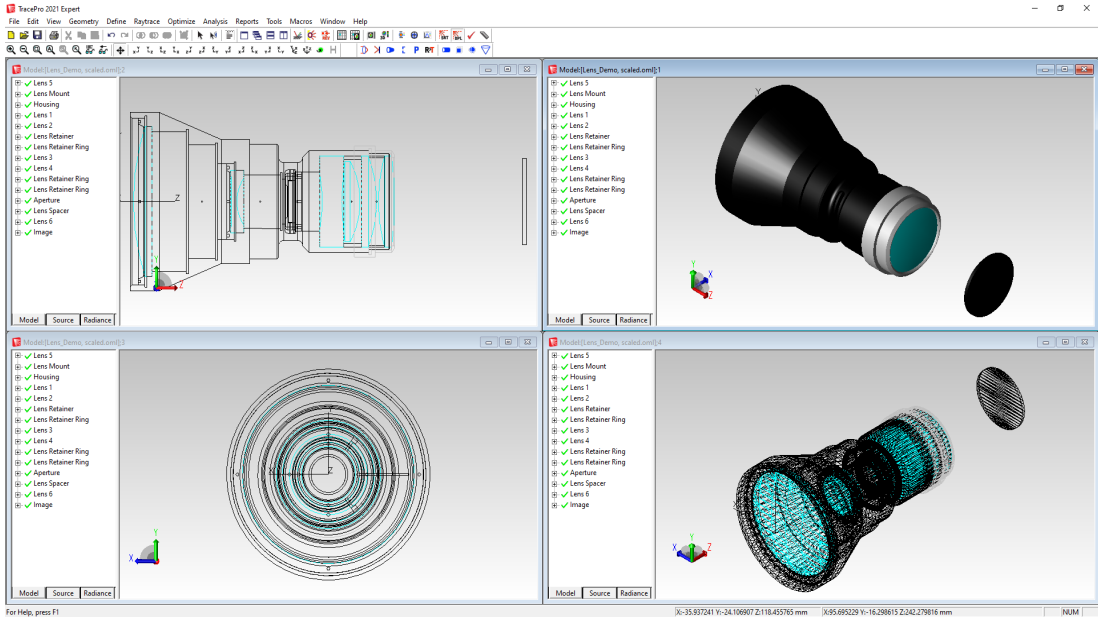 TracePro 2021 Expert
File Edit View Geometry Define Raytrace Optimize Analysis Reports Tools Macros Window Help
Model:[Lens_Demo, scaled.oml]:2
Lens 5
Lens Mount
Housing
Lens 1
Lens 2
Lens Retainer
Lens Retainer Ring
Lens 3
Lens 4
Lens Retainer Ring
Lens Retainer Ring
Aperture
Lens Spacer
Lens 6
Image
Z
Y
Z
Model Source Radiance
Model:[Lens_Demo, scaled.oml]:1
Lens 5
Lens Mount
Housing
Lens 1
Lens 2
Lens Retainer
Lens Retainer Ring
Lens 3
Lens 4
Lens Retainer Ring
Lens Retainer Ring
Aperture
Lens Spacer
Lens 6
Image
Y
Y
X
Z
Model Source Radiance
Model:[Lens_Demo, scaled.oml]:3
Lens 5
Lens Mount
Housing
Lens 1
Lens 2
Lens Retainer
Lens Retainer Ring
Lens 3
Lens 4
Lens Retainer Ring
Lens Retainer Ring
Aperture
Lens Spacer
Lens 6
Image
X
Z
Y
X
Model Source Radiance
Model:[Lens_Demo, scaled.oml]:4
Lens 5
Lens Mount
Housing
Lens 1
Lens 2
Lens Retainer
Lens Retainer Ring
Lens 3
Lens 4
Lens Retainer Ring
Lens Retainer Ring
Aperture
Lens Spacer
Lens 6
Image
Y
X
Z
Model Source Radiance
For Help, press F1
X:-35.937241 Y:-24.106907 Z:118.455765 mm X:95.695229 Y:-16.298615 Z:242.279816 mm NUM